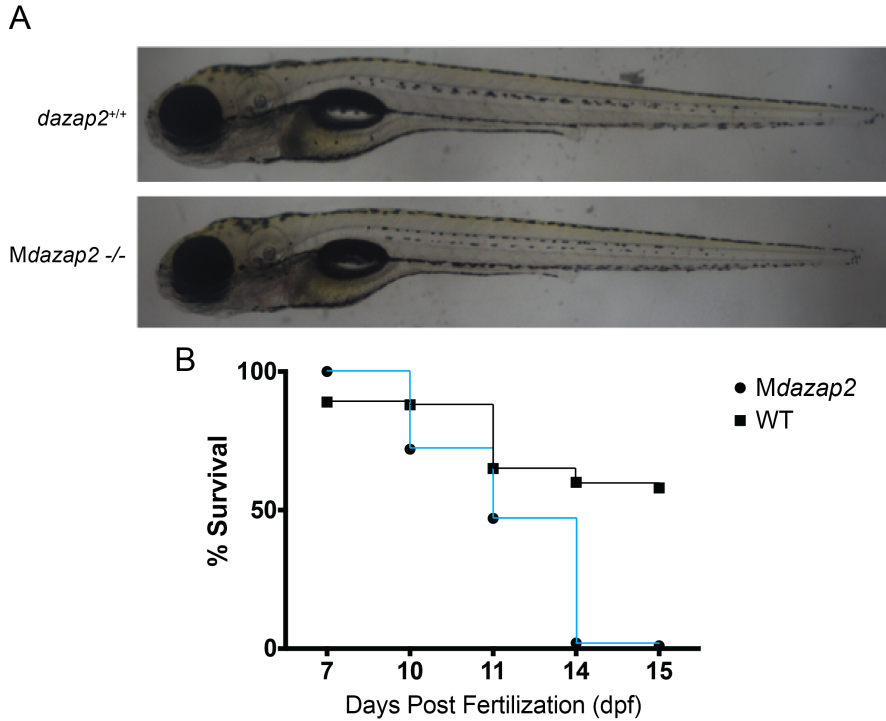 A
dazap2+/+
Mdazap2 -/-
B
100
50
0
% Survival
7 10 11 14 15
Days Post Fertilization (dpf)
Mdazap2
WT